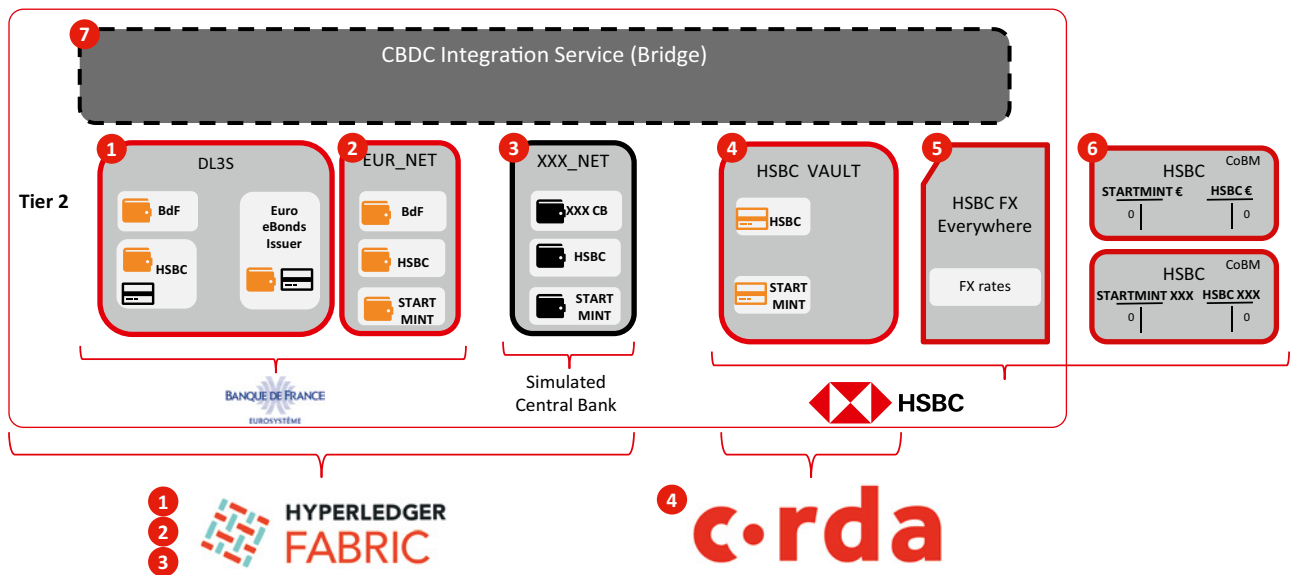 7
CBDC Integration Service (Bridge)
Tier 2
1
DL3S
BdF
HSBC
Euro
eBonds
Issuer
2
EUR_NET
BdF
HSBC
START
MINT
3
XXX_NET
XXX CB
HSBC
START
MINT
4
HSBC VAULT
HSBC
START
MINT
5
HSBC FX
Everywhere
FX rates
6
CoBM
HSBC
STARTMINT € HSBC €
0 0
CoBM
HSBC
STARTMINT XXX HSBC XXX
0 0
BANQUE DE FRANCE
EUROSYSTÈME
Simulated
Central Bank
HSBC
1
2
3
HYPERLEDGER
FABRIC
4
c·rda